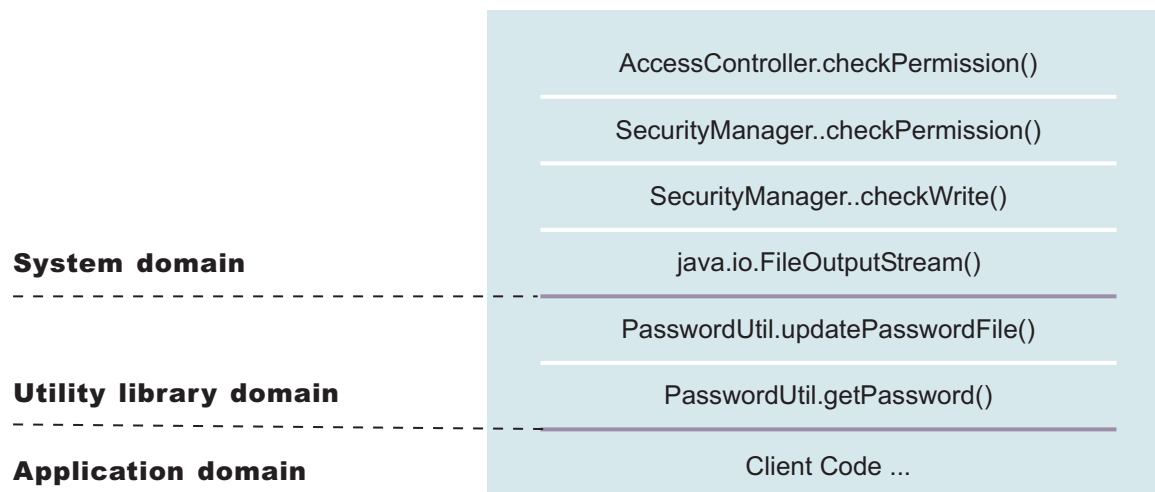 AccessController.checkPermission()
SecurityManager..checkPermission()
SecurityManager..checkWrite()
System domain
java.io.FileOutputStream()
PasswordUtil.updatePasswordFile()
Utility library domain
PasswordUtil.getPassword()
Application domain
Client Code ...